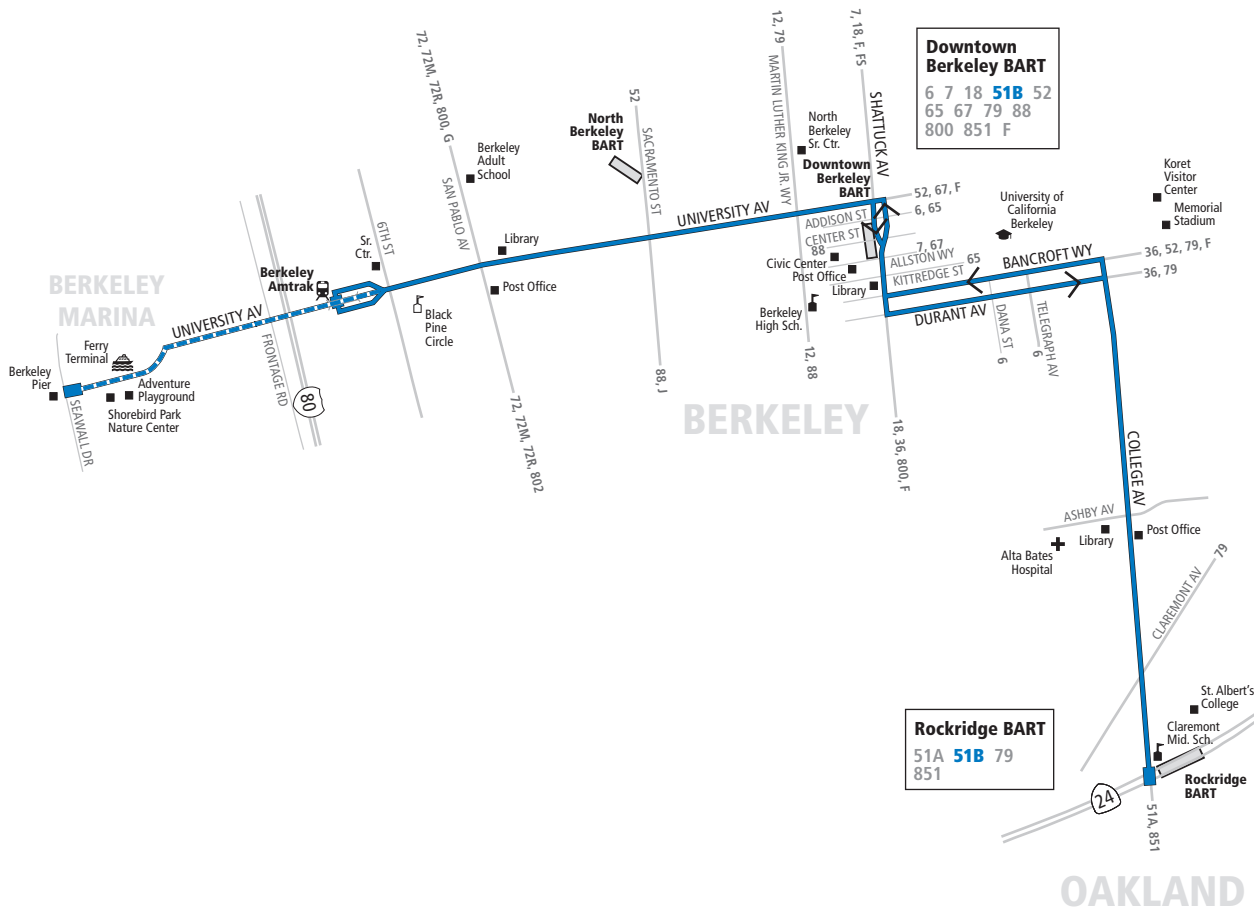 12, 79
7, 18, F, FS
72, 72M, 72R, 800, G
52
MARTIN LUTHER KING JR. WY
SHATTUCK AV
Downtown
Berkeley BART
6 7 18 51B 52
65 67 79 88
800 851 F
North
Berkeley
BART
SACRAMENTO ST
North
Berkeley
Sr. Ctr.
Berkeley
Adult
School
SAN PABLO AV
Downtown
Berkeley
BART
Koret
Visitor
Center
Memorial
Stadium
52, 67, F
6, 65
University of
California
Berkeley
UNIVERSITY AV
ADDISON ST
CENTER ST
88
6TH ST
Sr.
Ctr.
Library
7, 67
ALLSTON WY
65
KITTREDGE ST
BANCROFT WY
36, 52, 79, F
36, 79
Civic Center
Post Office
Library
Berkeley
Amtrak
Post Office
BERKELEY
MARINA
UNIVERSITY AV
Black
Pine
Circle
Berkeley
High Sch.
DURANT AV
DANA ST
6
TELEGRAPH AV
6
Ferry
Terminal
FRONTAGE RD
80
Berkeley
Pier
Adventure
Playground
Shorebird Park
Nature Center
SEAWALL DR
88, J
12, 88
72, 72M, 72R, 802
BERKELEY
18, 36, 800, F
COLLEGE AV
ASHBY AV
Library
Post Office
Alta Bates
Hospital
79
CLAREMONT AV
St. Albert's
College
Rockridge BART
51A 51B 79
851
Claremont
Mid. Sch.
Rockridge
BART
24
51A, 851
OAKLAND